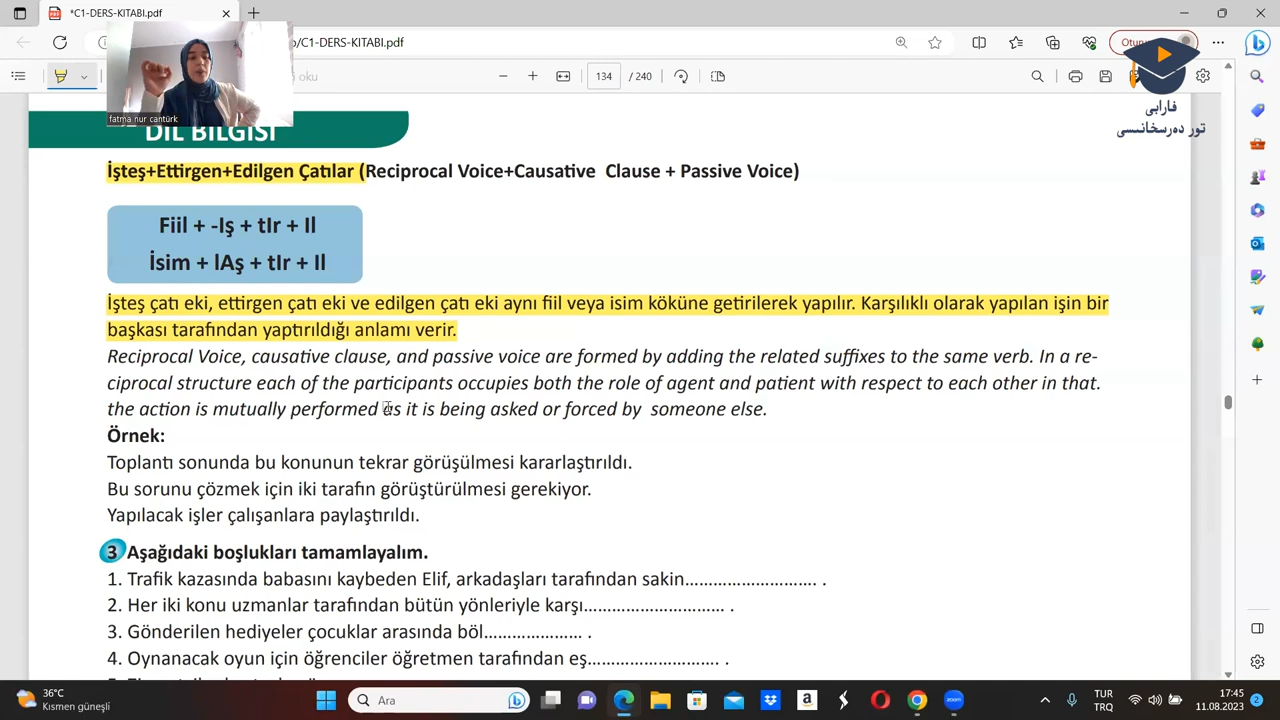 *C1-DERS-KITABI.pdf
/C1-DERS-KITABI.pdf
oku
134 / 240
fatma nur cantürk
فارابى
تور دەرسخانىسى
DİL BİLGİSİ
İşteş+Ettirgen+Edilgen Çatılar (Reciprocal Voice+Causative Clause + Passive Voice)
Fiil + -Iş + tIr + Il
İsim + lAş + tIr + Il
İşteş çatı eki, ettirgen çatı eki ve edilgen çatı eki aynı fiil veya isim köküne getirilerek yapılır. Karşılıklı olarak yapılan işin bir
başkası tarafından yaptırıldığı anlamı verir.
Reciprocal Voice, causative clause, and passive voice are formed by adding the related suffixes to the same verb. In a re-
ciprocal structure each of the participants occupies both the role of agent and patient with respect to each other in that.
the action is mutually performed as it is being asked or forced by someone else.
Örnek:
Toplantı sonunda bu konunun tekrar görüşülmesi kararlaştırıldı.
Bu sorunu çözmek için iki tarafın görüştürülmesi gerekiyor.
Yapılacak işler çalışanlara paylaştırıldı.
3 Aşağıdaki boşlukları tamamlayalım.
1. Trafik kazasında babasını kaybeden Elif, arkadaşları tarafından sakin………………………. .
2. Her iki konu uzmanlar tarafından bütün yönleriyle karşı…………………………… .
3. Gönderilen hediyeler çocuklar arasında böl………………… .
4. Oynanacak oyun için öğrenciler öğretmen tarafından eş………………………. .
36°C
Kısmen güneşli
Ara
zoom
TUR
TRQ
17:45
11.08.2023
2